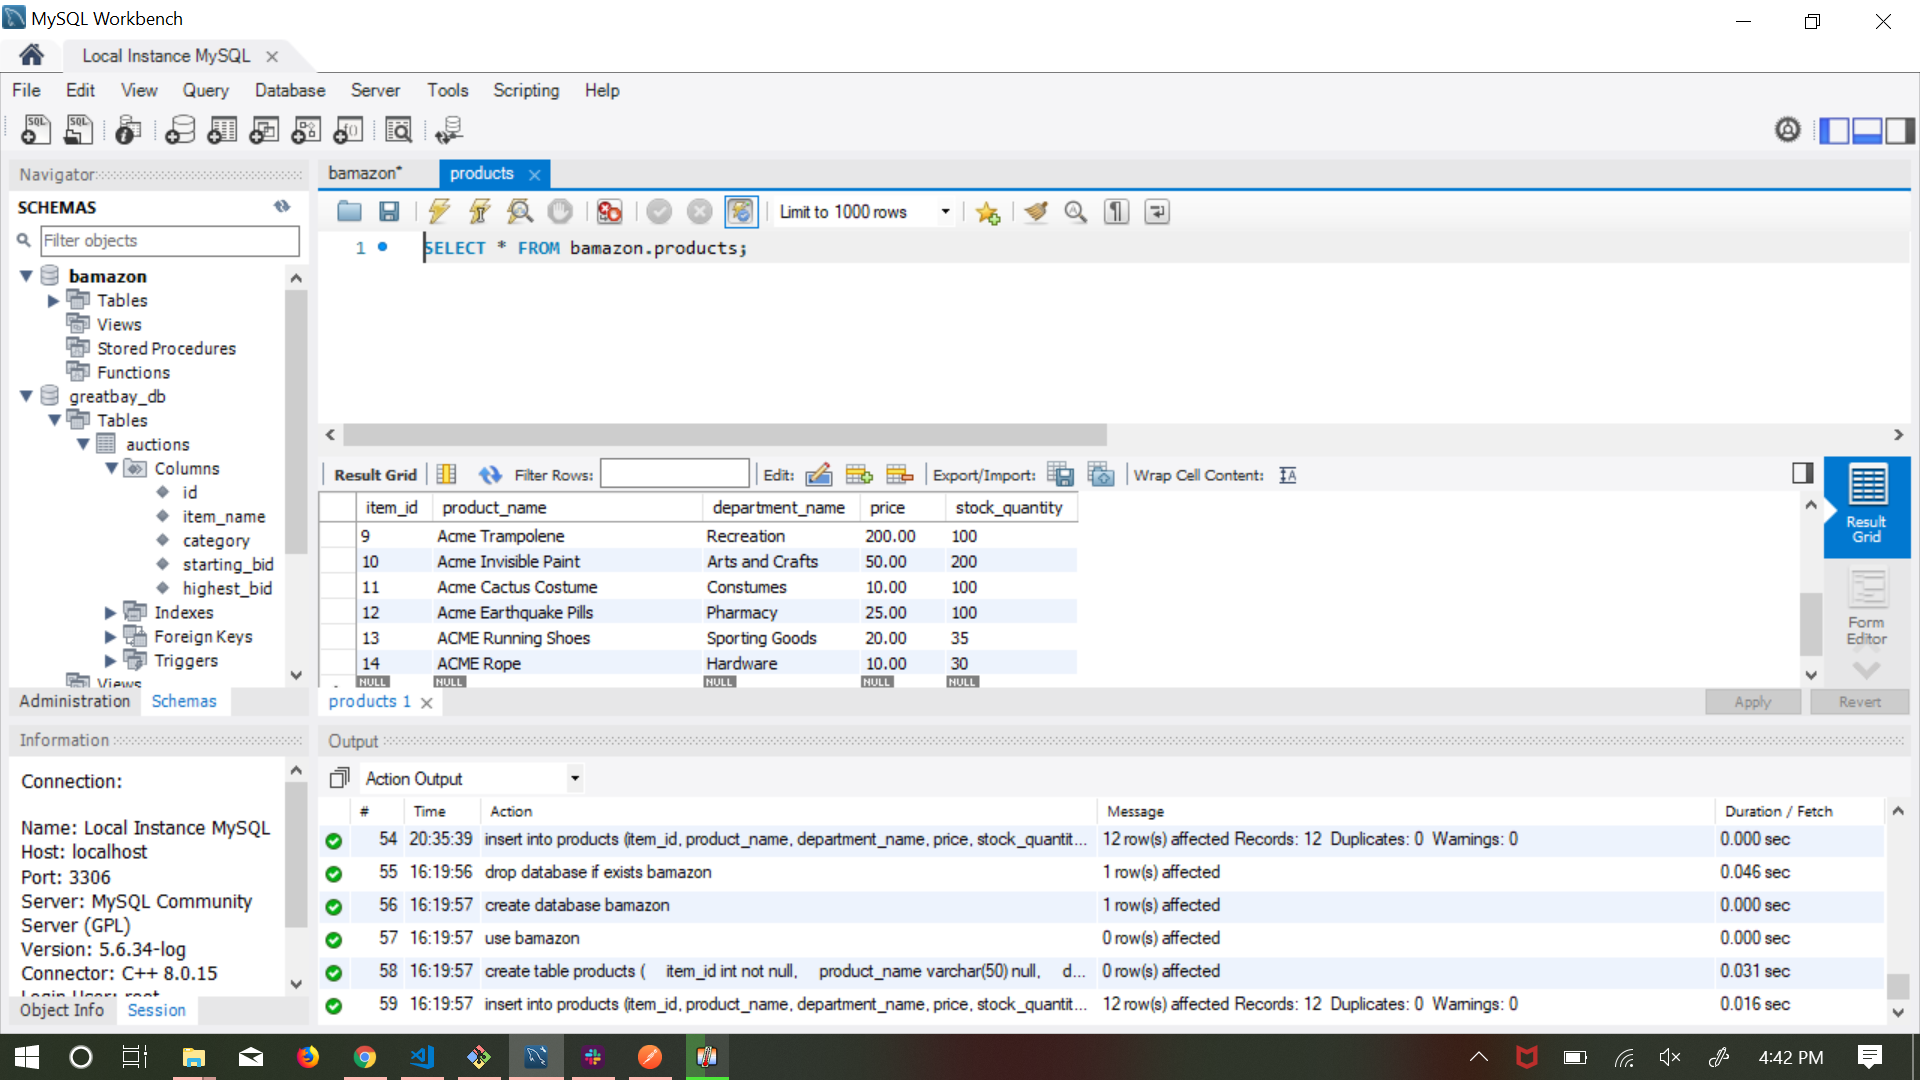 MySQL Workbench
Local Instance MySQL
File Edit View Query Database Server Tools Scripting Help
Navigator
SCHEMAS
Filter objects
bamazon
Tables
Views
Stored Procedures
Functions
greatbay_db
Tables
auctions
Columns
id
item_name
category
starting_bid
highest_bid
Indexes
Foreign Keys
Triggers
Views
Administration Schemas
Information
Connection:
Name: Local Instance MySQL
Host: localhost
Port: 3306
Server: MySQL Community
Server (GPL)
Version: 5.6.34-log
Connector: C++ 8.0.15
Login User: root
Object Info Session
bamazon* products
Limit to 1000 rows
1 SELECT * FROM bamazon.products;
Result Grid Filter Rows: Edit: Export/Import: Wrap Cell Content:
item_id product_name department_name price stock_quantity
9 Acme Trampolene Recreation 200.00 100
10 Acme Invisible Paint Arts and Crafts 50.00 200
11 Acme Cactus Costume Constumes 10.00 100
12 Acme Earthquake Pills Pharmacy 25.00 100
13 ACME Running Shoes Sporting Goods 20.00 35
14 ACME Rope Hardware 10.00 30
NULL NULL NULL NULL NULL
Result
Grid
Form
Editor
products 1
Apply Revert
Output
Action Output
# Time Action Message Duration / Fetch
54 20:35:39 insert into products (item_id, product_name, department_name, price, stock_quantit... 12 row(s) affected Records: 12 Duplicates: 0 Warnings: 0 0.000 sec
55 16:19:56 drop database if exists bamazon 1 row(s) affected 0.046 sec
56 16:19:57 create database bamazon 1 row(s) affected 0.000 sec
57 16:19:57 use bamazon 0 row(s) affected 0.000 sec
58 16:19:57 create table products ( item_id int not null, product_name varchar(50) null, d... 0 row(s) affected 0.031 sec
59 16:19:57 insert into products (item_id, product_name, department_name, price, stock_quantit... 12 row(s) affected Records: 12 Duplicates: 0 Warnings: 0 0.016 sec
4:42 PM